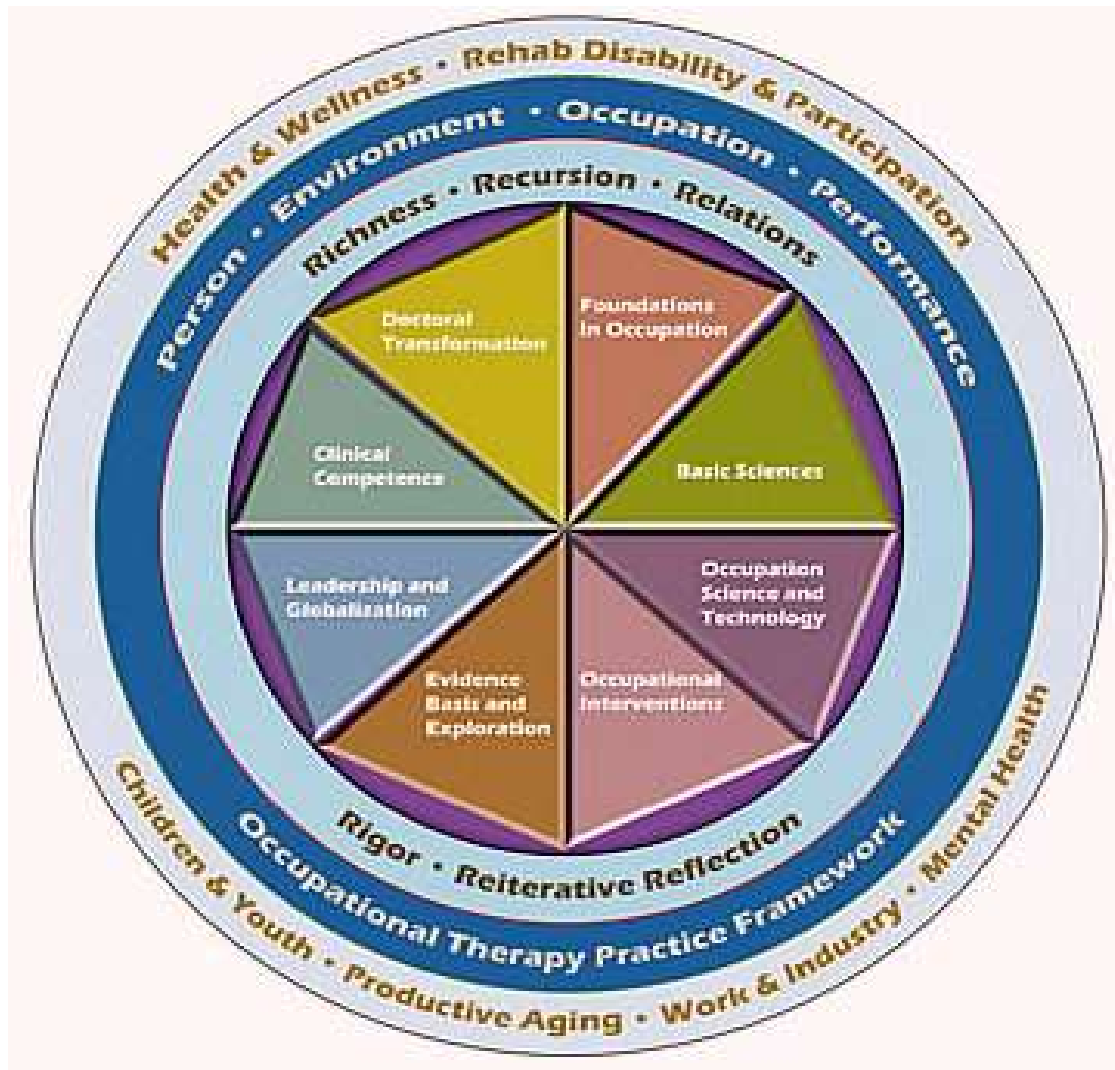 Health & Wellness • Rehab Disability & Participation
Person • Environment • Occupation • Performance
Richness • Recursion • Relations
Doctoral
Transformation
Foundations
in Occupation
Clinical
Competence
Basic Sciences
Leadership and
Globalization
Occupation
Science and
Technology
Evidence
Basis and
Exploration
Occupational
Interventions
Rigor • Reiterative Reflection
Occupational Therapy Practice Framework
Children & Youth • Productive Aging • Work & Industry • Mental Health